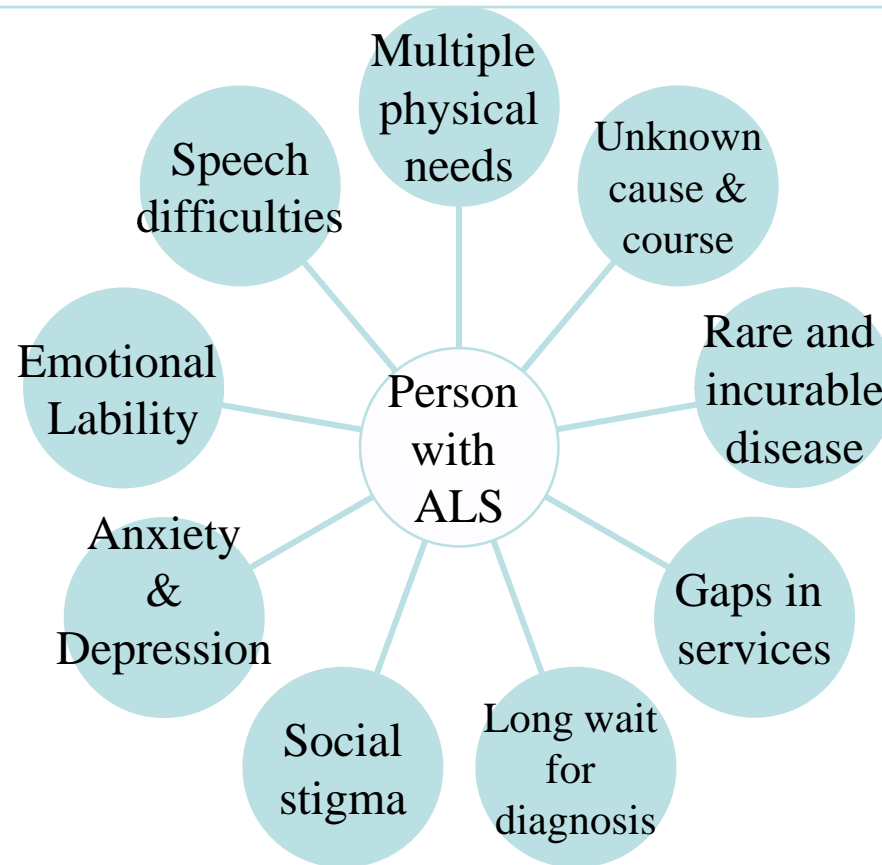 Multiple
physical
needs
Unknown
cause &
course
Rare and
incurable
disease
Gaps in
services
Long wait
for
diagnosis
Social
stigma
Anxiety
&
Depression
Emotional
Lability
Speech
difficulties
Person
with
ALS